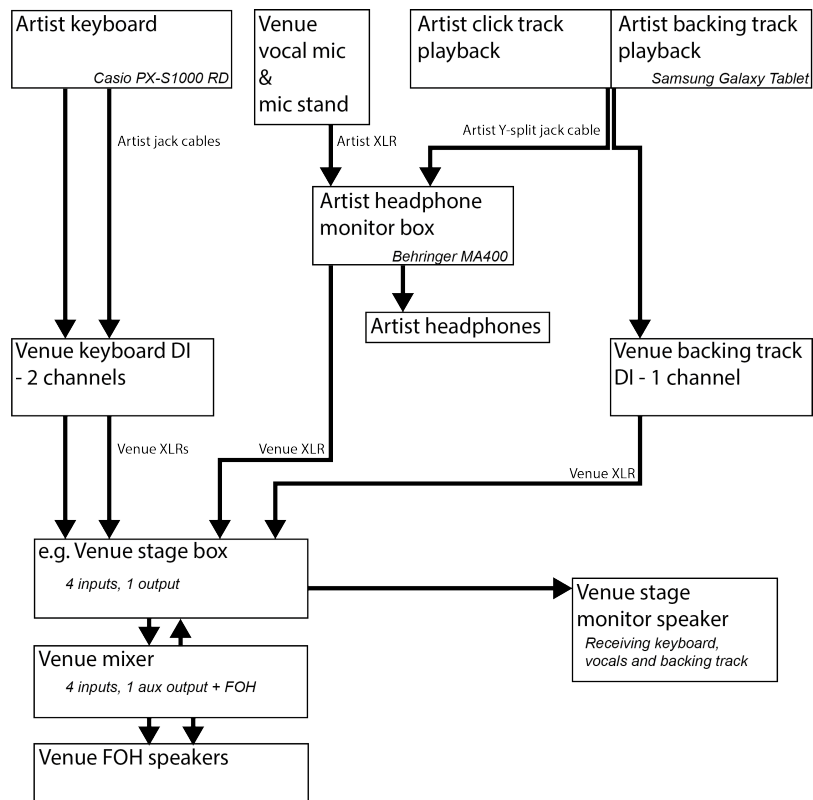 Artist keyboard
Casio PX-S1000 RD
Venue
vocal mic
&
mic stand
Artist click track
playback
Artist backing track
playback
Samsung Galaxy Tablet
Artist jack cables
Artist XLR
Artist Y-split jack cable
Artist headphone
monitor box
Behringer MA400
Artist headphones
Venue keyboard DI
- 2 channels
Venue backing track
DI - 1 channel
Venue XLRs
Venue XLR
Venue XLR
e.g. Venue stage box
4 inputs, 1 output
Venue stage
monitor speaker
Receiving keyboard,
vocals and backing track
Venue mixer
4 inputs, 1 aux output + FOH
Venue FOH speakers